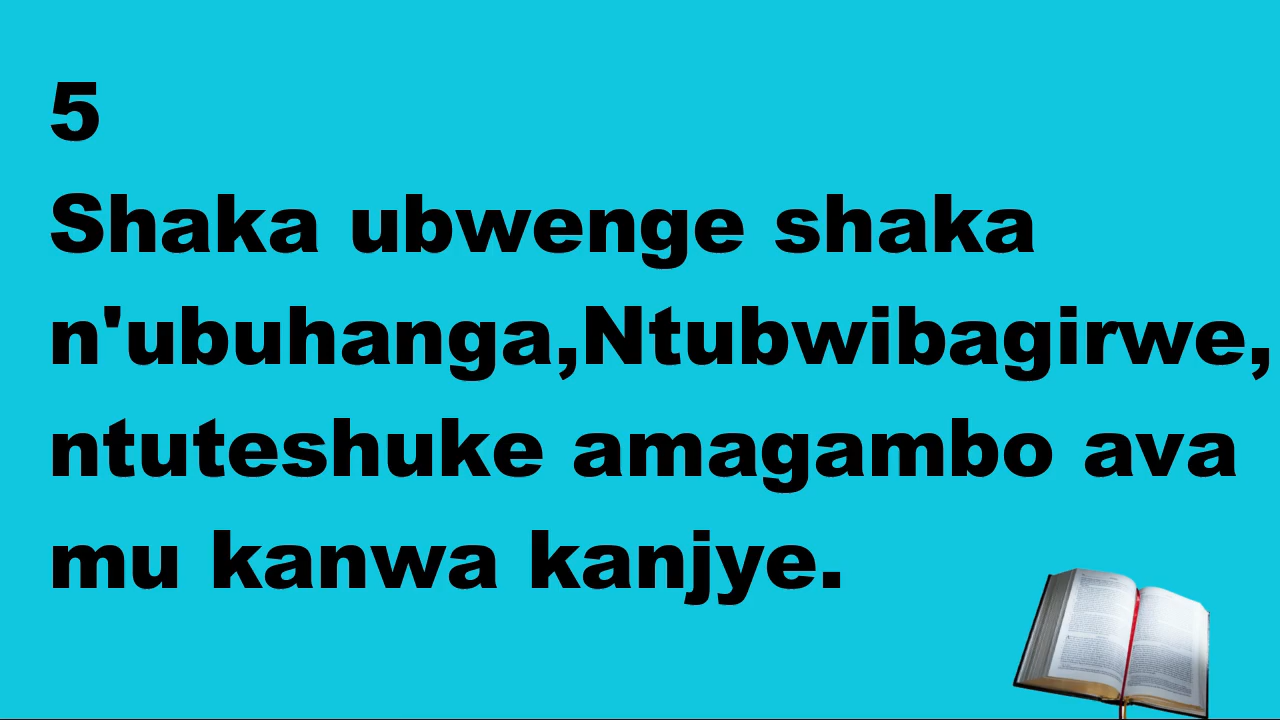 5
Shaka ubwenge shaka
n'ubuhanga,Ntubwibagirwe,
ntuteshuke amagambo ava
mu kanwa kanjye.